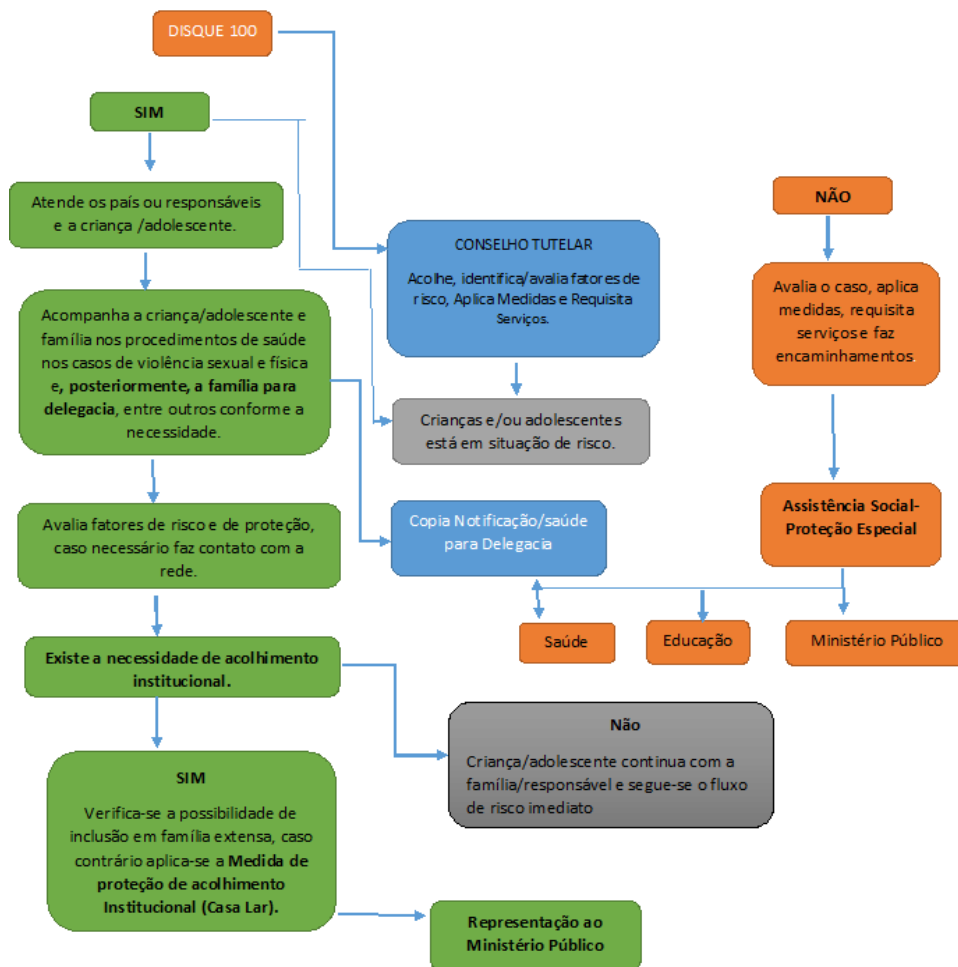 DISQUE 100
SIM
Atende os país ou responsáveis
e a criança /adolescente.
Acompanha a criança/adolescente e
família nos procedimentos de saúde
nos casos de violência sexual e física
e, posteriormente, a família para
delegacia, entre outros conforme a
necessidade.
Avalia fatores de risco e de proteção,
caso necessário faz contato com a
rede.
Existe a necessidade de acolhimento
institucional.
SIM
Verifica-se a possibilidade de
inclusão em família extensa, caso
contrário aplica-se a Medida de
proteção de acolhimento
Institucional (Casa Lar).
CONSELHO TUTELAR
Acolhe, identifica/avalia fatores de
risco, Aplica Medidas e Requisita
Serviços.
Crianças e/ou adolescentes
está em situação de risco.
Copia Notificação/saúde
para Delegacia
NÃO
Avalia o caso, aplica
medidas, requisita
serviços e faz
encaminhamentos.
Assistência Social-
Proteção Especial
Saúde
Educação
Ministério Público
Não
Criança/adolescente continua com a
família/responsável e segue-se o fluxo
de risco imediato
Representação ao
Ministério Público